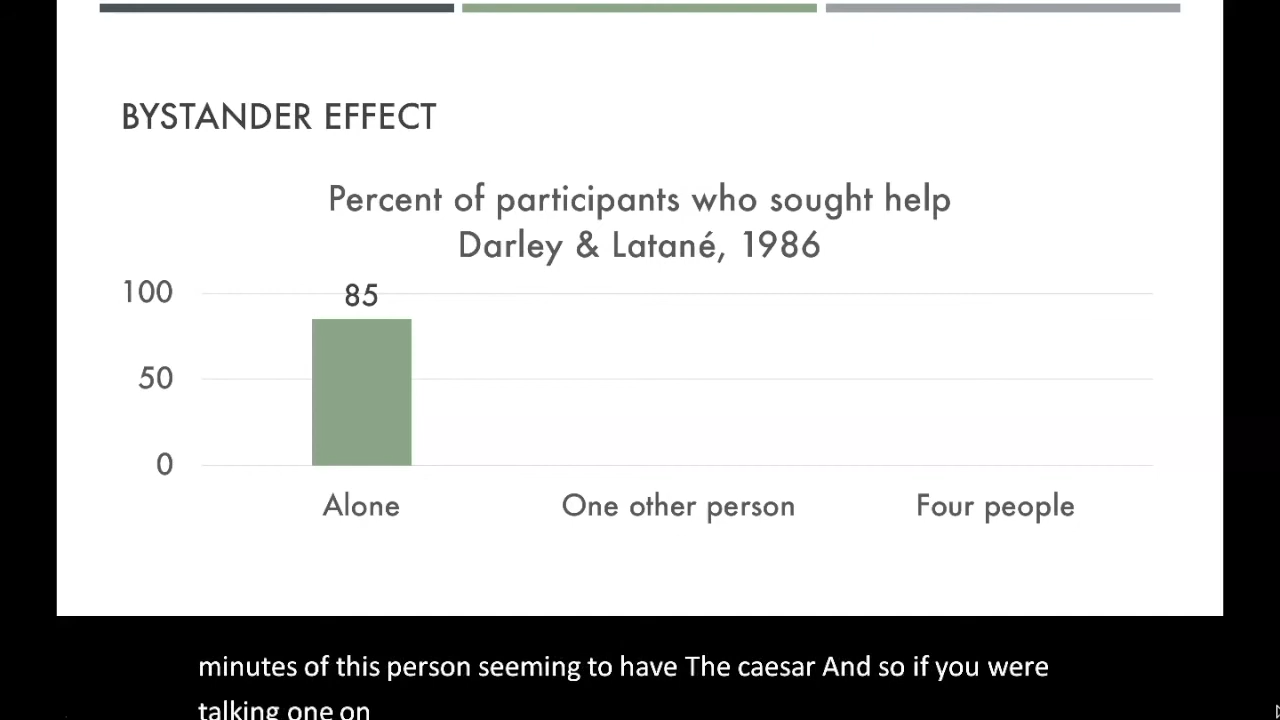 BYSTANDER EFFECT
Percent of participants who sought help
Darley & Latané, 1986
100
85
50
0
Alone
One other person
Four people
minutes of this person seeming to have The caesar And so if you were
talking one on